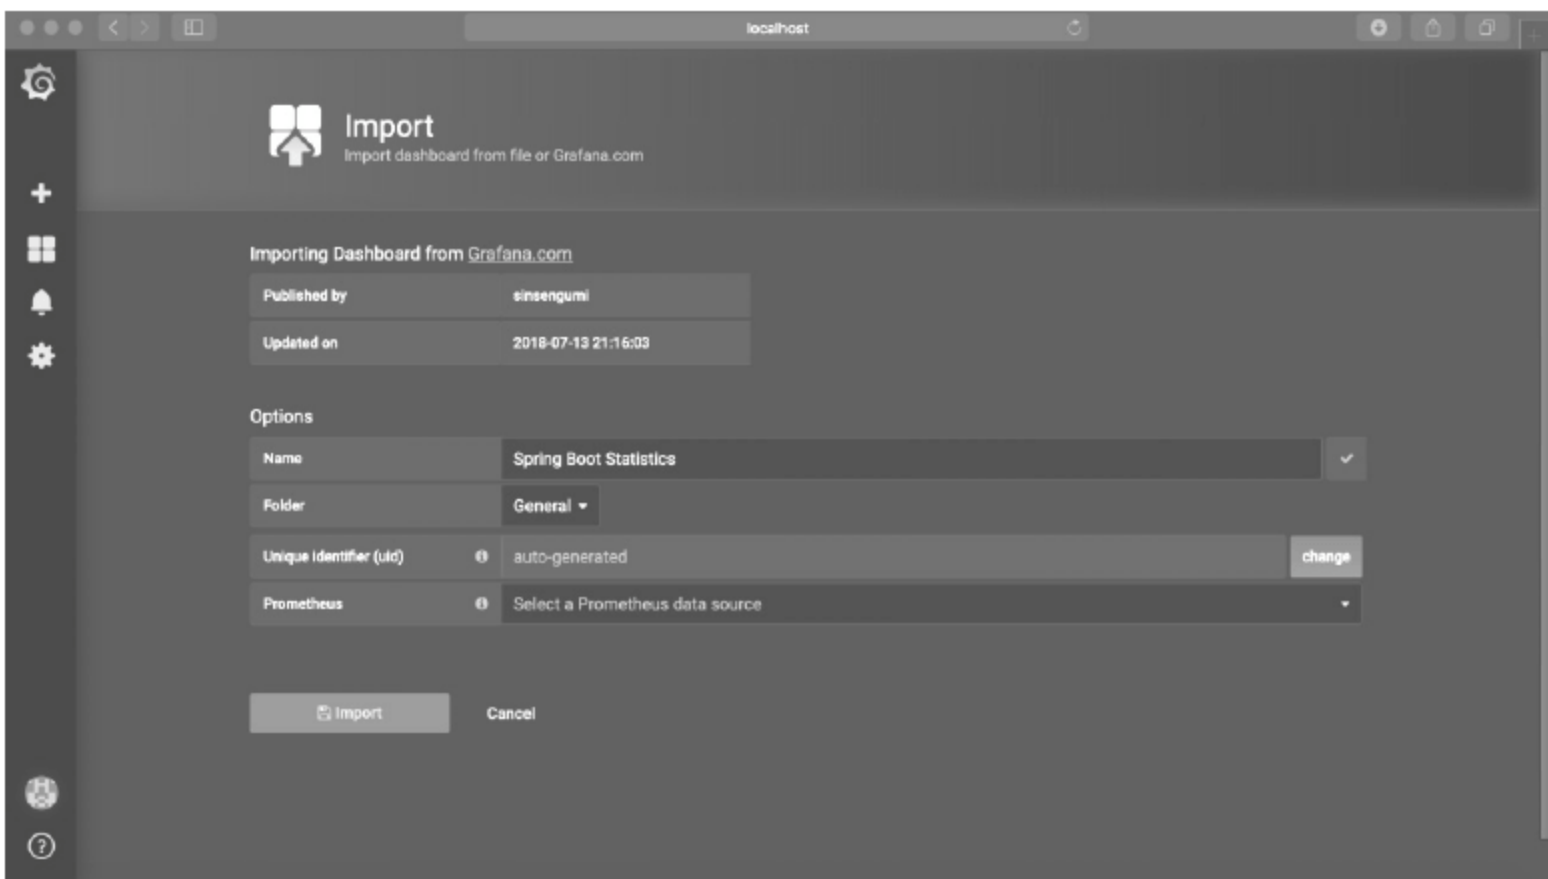 localhost
Import
Import dashboard from file or Grafana.com
Importing Dashboard from Grafana.com
Published by sinsengumi
Updated on 2018-07-13 21:16:03
Options
Name Spring Boot Statistics
Folder General
Unique identifier (uid) auto-generated change
Prometheus Select a Prometheus data source
Import Cancel